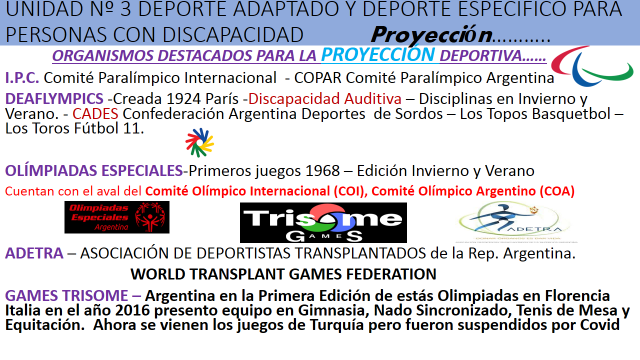 UNIDAD Nº 3 DEPORTE ADAPTADO Y DEPORTE ESPECÍFICO PARA
PERSONAS CON DISCAPACIDAD Proyección...........
ORGANISMOS DESTACADOS PARA LA PROYECCIÓN DEPORTIVA......
I.P.C. Comité Paralímpico Internacional - COPAR Comité Paralímpico Argentina
DEAFLYMPICS -Creada 1924 París -Discapacidad Auditiva – Disciplinas en Invierno y
Verano. - CADES Confederación Argentina Deportes de Sordos – Los Topos Basquetbol –
Los Toros Fútbol 11.
OLÍMPIADAS ESPECIALES-Primeros juegos 1968 – Edición Invierno y Verano
Cuentan con el aval del Comité Olímpico Internacional (COI), Comité Olímpico Argentino (COA)
Olimpiadas
Especiales
Argentina
Trisome
GAMES
ADETRA
ADETRA – ASOCIACIÓN DE DEPORTISTAS TRANSPLANTADOS de la Rep. Argentina.
WORLD TRANSPLANT GAMES FEDERATION
GAMES TRISOME – Argentina en la Primera Edición de estás Olimpiadas en Florencia
Italia en el año 2016 presento equipo en Gimnasia, Nado Sincronizado, Tenis de Mesa y
Equitación. Ahora se vienen los juegos de Turquía pero fueron suspendidos por Covid